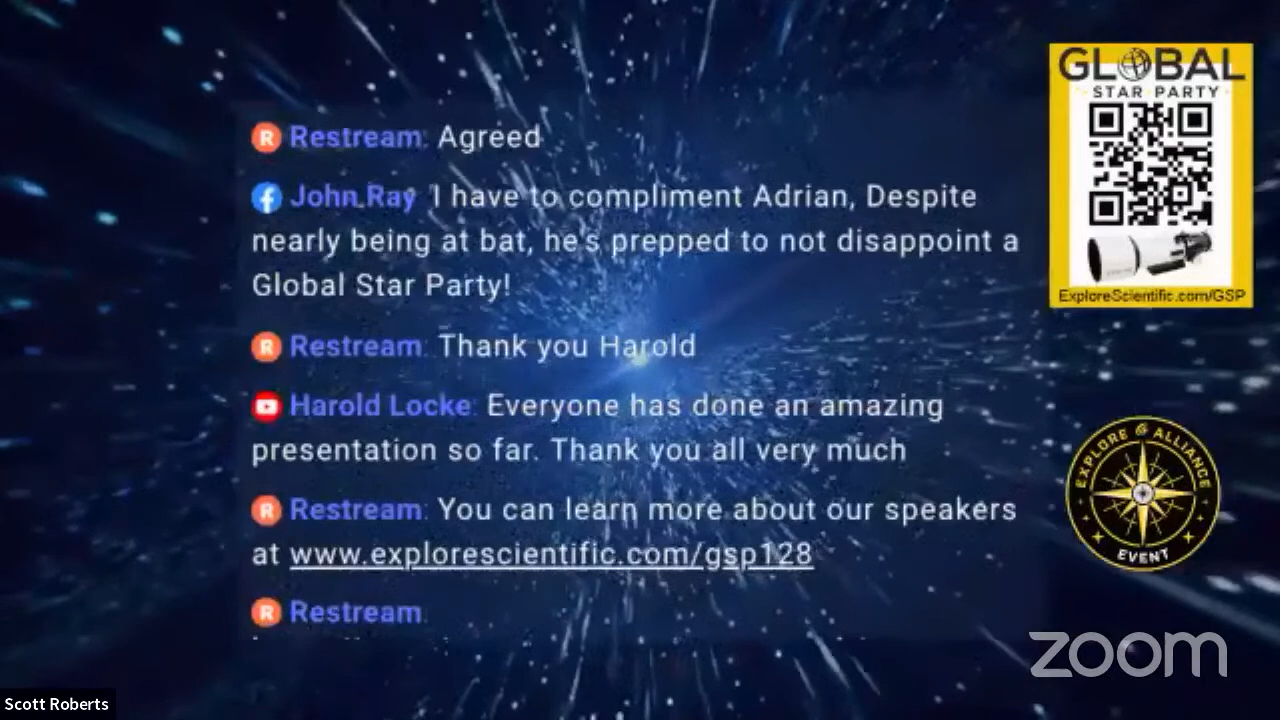 Restream: Agreed
John Ray: I have to compliment Adrian, Despite
nearly being at bat, he's prepped to not disappoint a
Global Star Party!
Restream: Thank you Harold
Harold Locke: Everyone has done an amazing
presentation so far. Thank you all very much
Restream: You can learn more about our speakers
at www.explorescientific.com/gsp128
Restream:
GLOBAL
STAR PARTY
ExploreScientific.com/GSP
EXPLORE ALLIANCE
EVENT
zoom
Scott Roberts